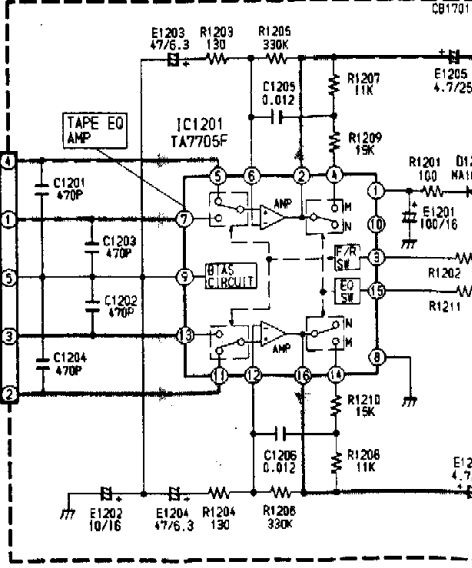 CB1701
E1203 R1203 R1205
47/6.3 130 330K
R1207
11K
E1205
4.7/25
C1205
0.012
TAPE EQ
AMP
IC1201
TA7705F
R1209
15K
R1201
100
4
5
6
2
4
1
C1201
470P
AMP
M
N
E1201
100/16
1
7
10
C1203
470P
F/R
SW
3
R1202
5
9
BIAS
CIRCUIT
EQ
SW
15
R1211
C1202
470P
3
13
N
M
AMP
8
C1204
470P
2
11
12
16
14
R1210
15K
C1206
0.012
R1208
11K
E1202 E1204 R1204 R1206
10/16 47/6.3 130 330K